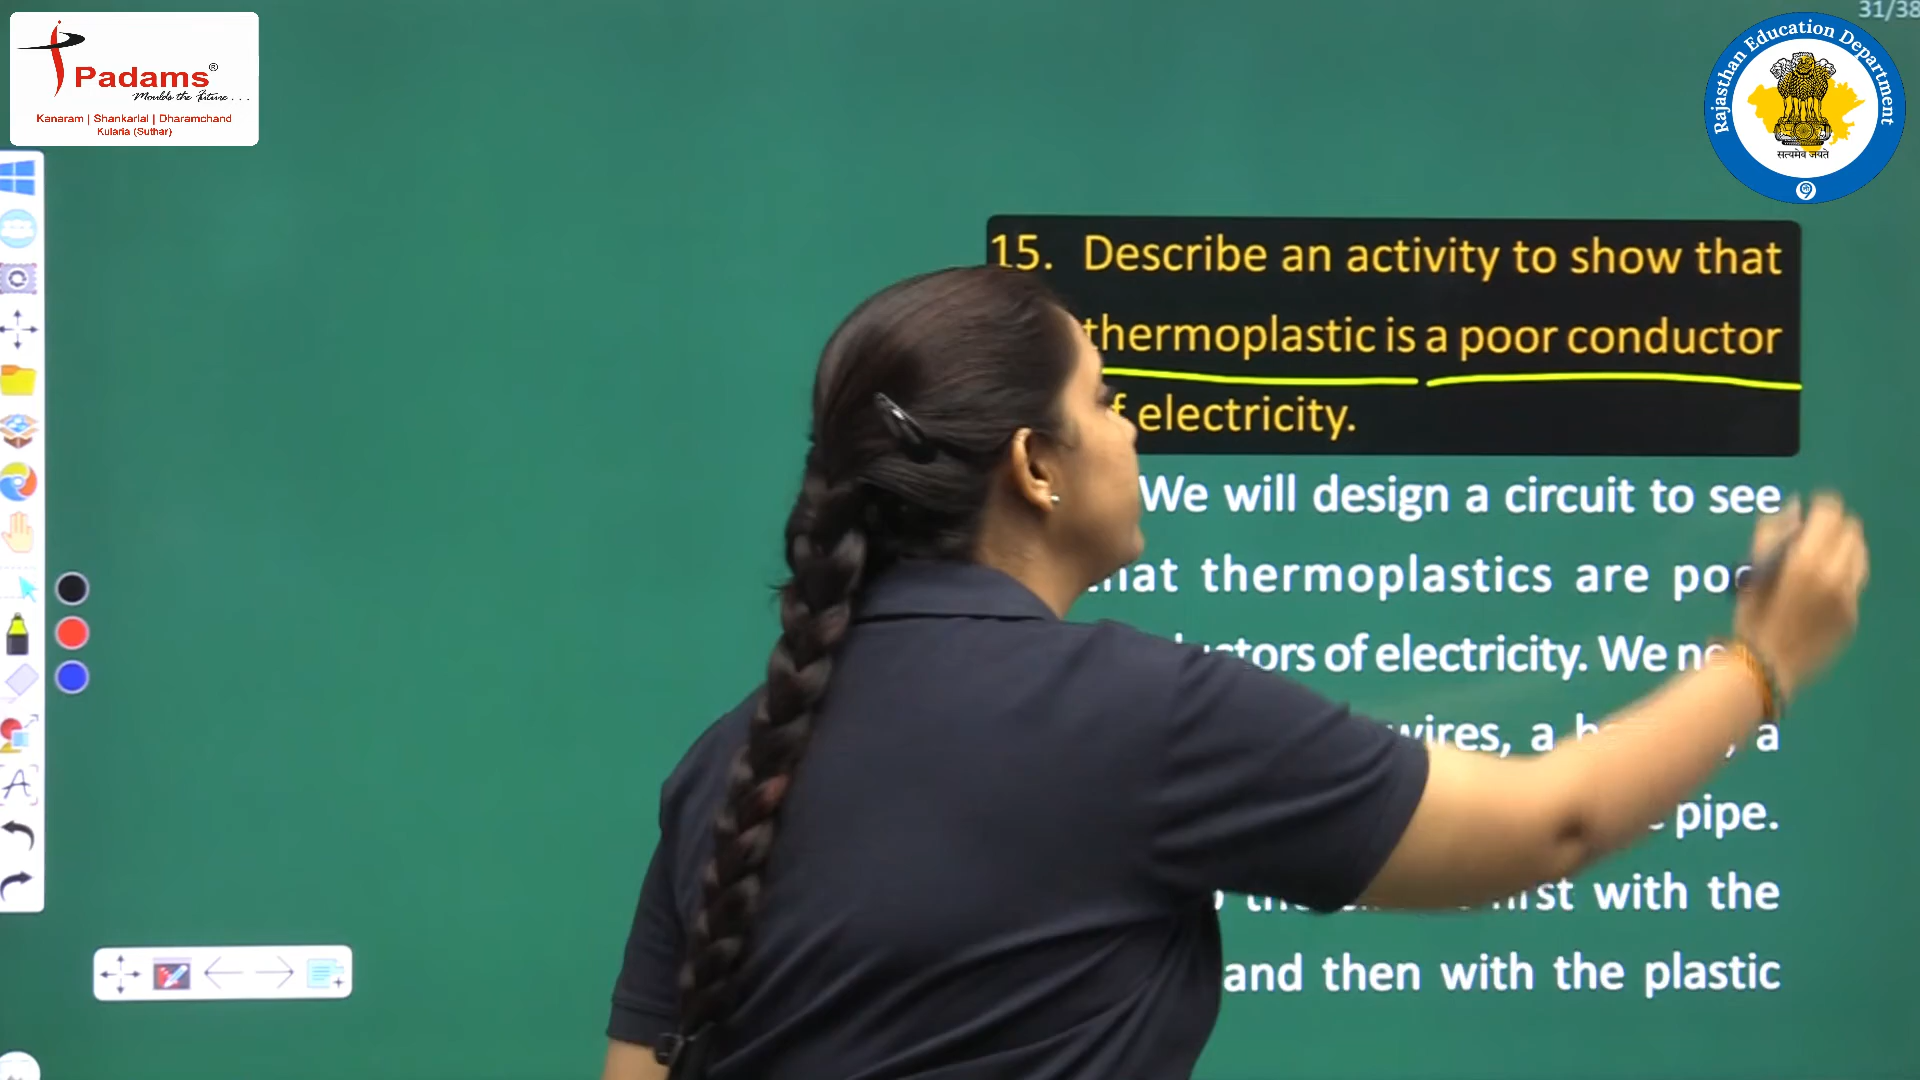 31/38
Padams®
Moulds the Future . . .
Kanaram | Shankarlal | Dharamchand
Kularia (Suthar)
Rajasthan Education Department
सत्यमेव जयते
15. Describe an activity to show that
thermoplastic is a poor conductor
electricity.
We will design a circuit to see
thermoplastics are
of electricity. We
wires, a a
pipe.
with the
and then with the plastic